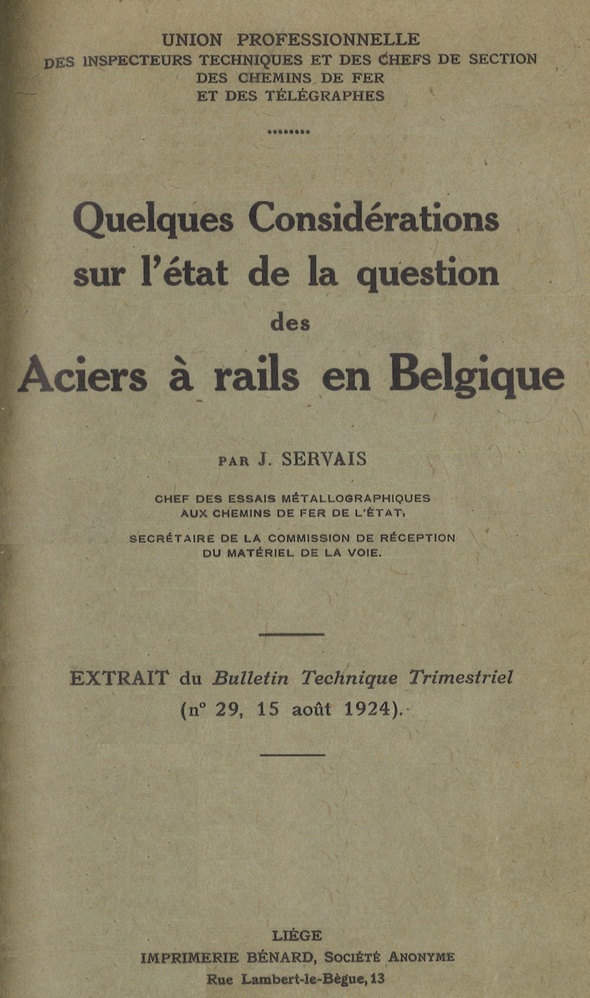 UNION PROFESSIONNELLE
DES INSPECTEURS TECHNIQUES ET DES CHEFS DE SECTION
DES CHEMINS DE FER
ET DES TÉLÉGRAPHES
Quelques Considérations
sur l'état de la question
des
Aciers à rails en Belgique
PAR J. SERVAIS
CHEF DES ESSAIS MÉTALLOGRAPHIQUES
AUX CHEMINS DE FER DE L'ÉTAT,
SECRÉTAIRE DE LA COMMISSION DE RÉCEPTION
DU MATÉRIEL DE LA VOIE.
EXTRAIT du Bulletin Technique Trimestriel
(n° 29, 15 août 1924).
LIÉGE
IMPRIMERIE BÉNARD, SOCIÉTÉ ANONYME
Rue Lambert-le-Bègue, 13